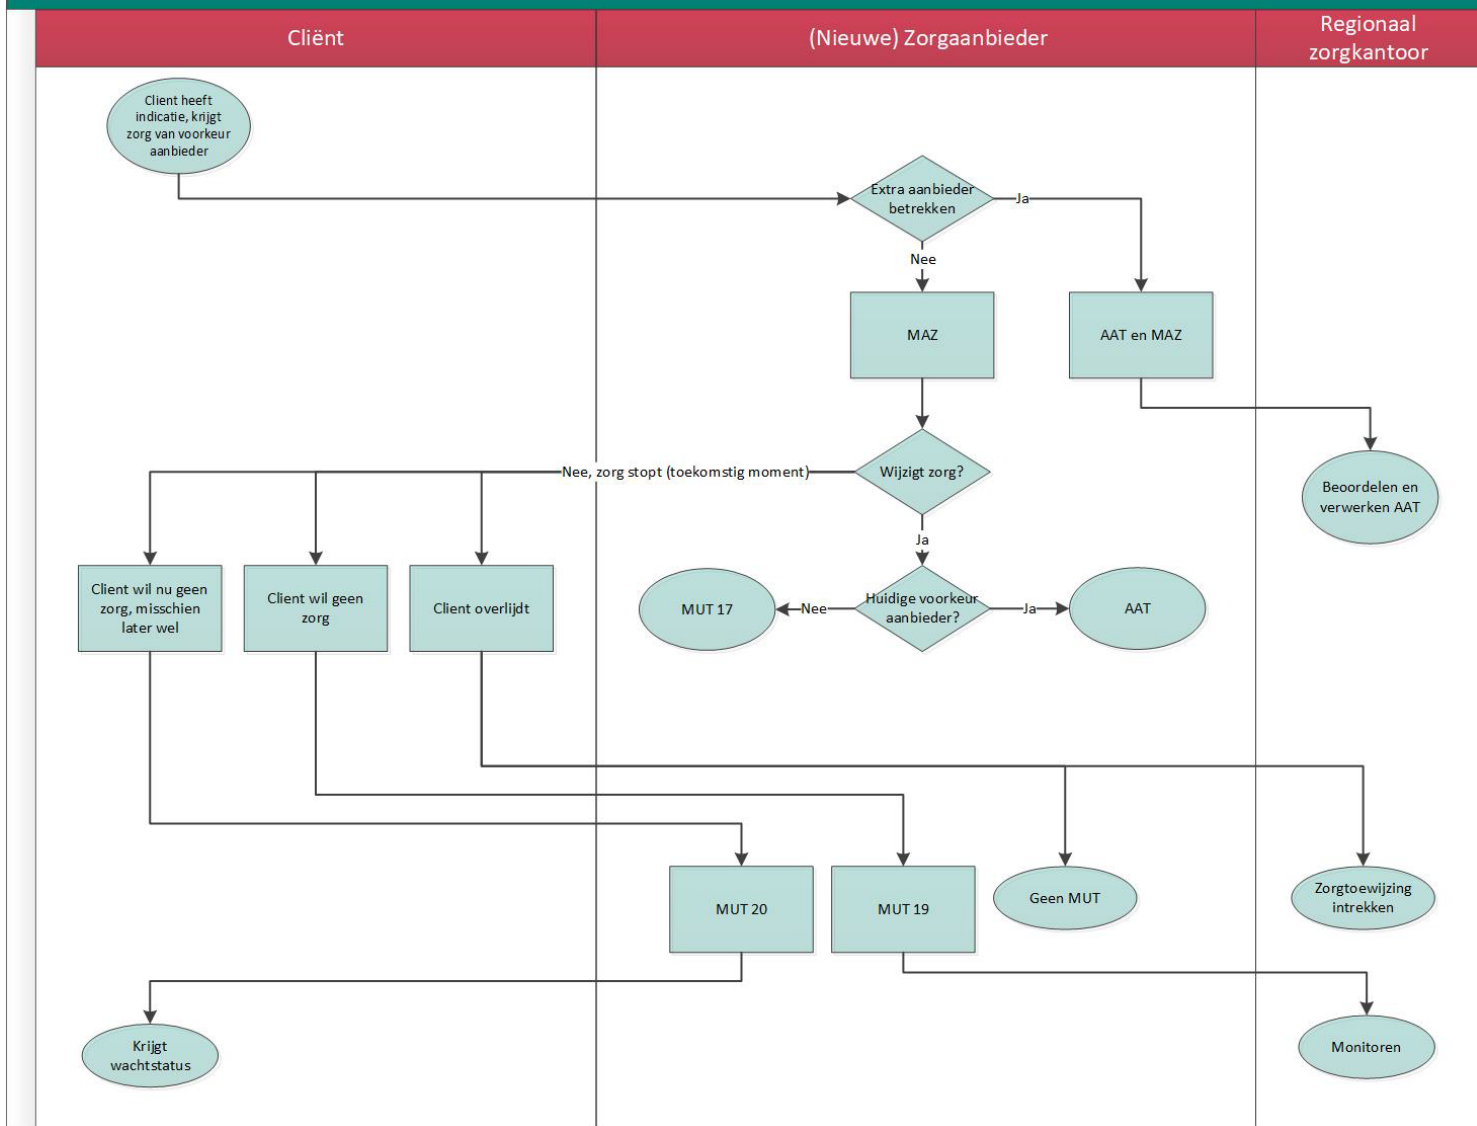 Cliënt
(Nieuwe) Zorgaanbieder
Regionaal
zorgkantoor
Client heeft
indicatie, krijgt
zorg van voorkeur
aanbieder
Extra aanbieder
betrekken
Ja
Nee
MAZ
AAT en MAZ
Nee, zorg stopt (toekomstig moment)
Wijzigt zorg?
Beoordelen en
verwerken AAT
Ja
Client wil nu geen
zorg, misschien
later wel
Client wil geen
zorg
Client overlijdt
MUT 17
Nee
Huidige voorkeur
aanbieder?
Ja
AAT
MUT 20
MUT 19
Geen MUT
Zorgtoewijzing
intrekken
Krijgt
wachtstatus
Monitoren